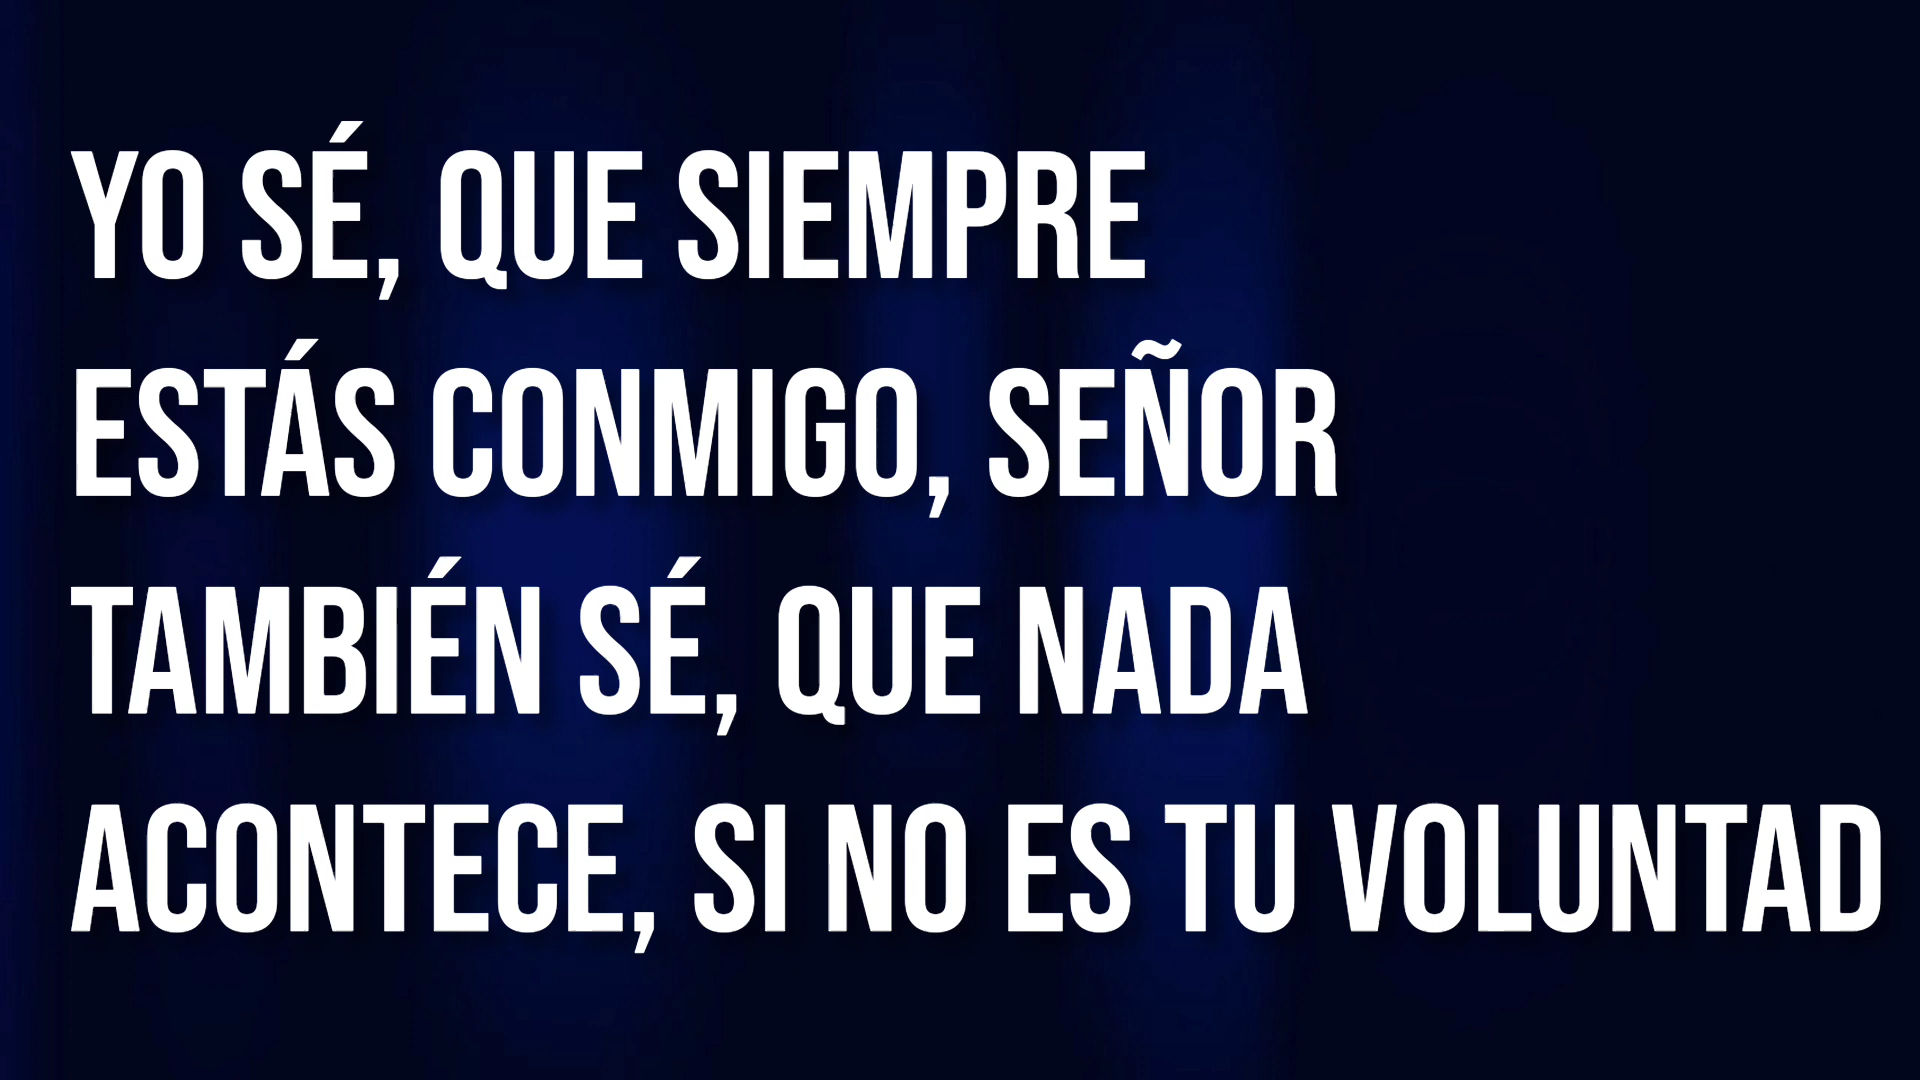 YO SÉ, QUE SIEMPRE
ESTÁS CONMIGO, SEÑOR
TAMBIÉN SÉ, QUE NADA
ACONTECE, SI NO ES TU VOLUNTAD